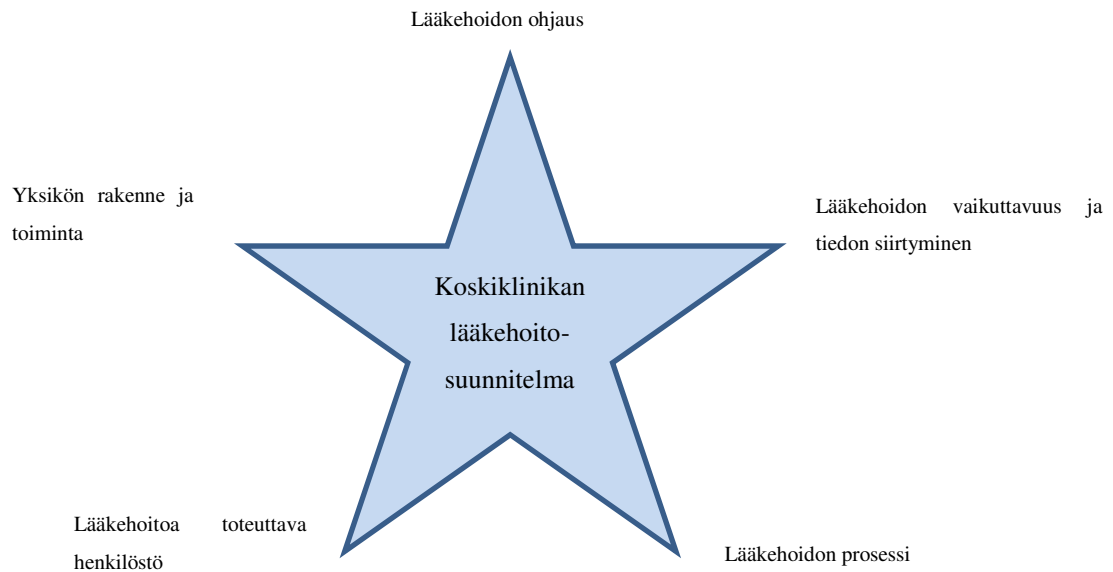 Lääkehoidon ohjaus
Yksikön rakenne ja
toiminta
Lääkehoidon vaikuttavuus ja
tiedon siirtyminen
Koskiklinikan
lääkehoito-
suunnitelma
Lääkehoitoa toteuttava
henkilöstö
Lääkehoidon prosessi